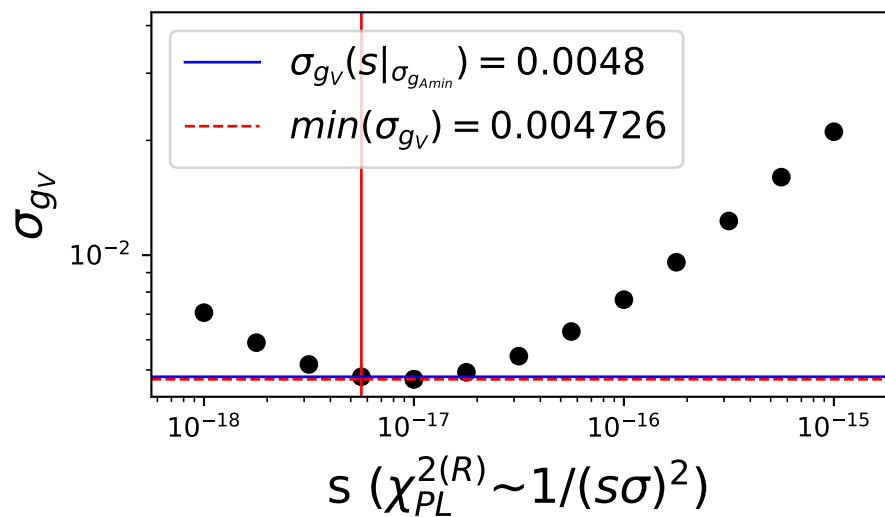 σ_{g_V}(s|_{σ_{g_{Amin}}}) = 0.0048
min(σ_{g_V}) = 0.004726
σ_{g_V}
10^{-2}
10^{-18} 10^{-17} 10^{-16} 10^{-15}
s (χ_{PL}^{2(R)}~1/(sσ)^2)